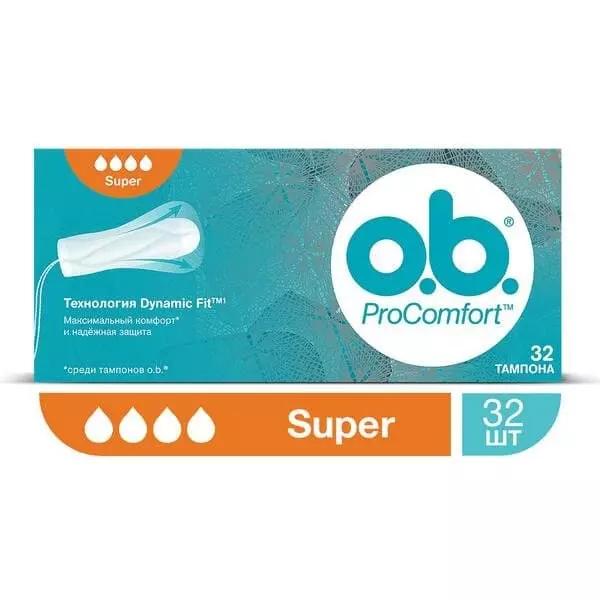 Super
o.b.®
ProComfort™
Технология Dynamic Fit™1
Максимальный комфорт*
и надёжная защита
*среди тампонов o.b.®
32
ТАМПОНА
Super
32
ШТ